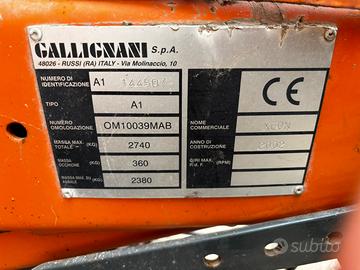 GALLIGNANI S.p.A.
48026 - RUSSI (RA) ITALY - Via Molinaccio, 10
NUMERO DI IDENTIFICAZIONE A1
TIPO A1
NUMERO OMOLOGAZIONE OM10039MAB
MASSA MAX. TOTALE (KG) 2740
MASSA OCCHIONE (KG) 360
MASSA MAX. SU ASSALE (KG) 2380
CE
NOME COMMERCIALE
ANNO DI COSTRUZIONE 2002
GIRI MAX. P.d.F. (RPM)
subito